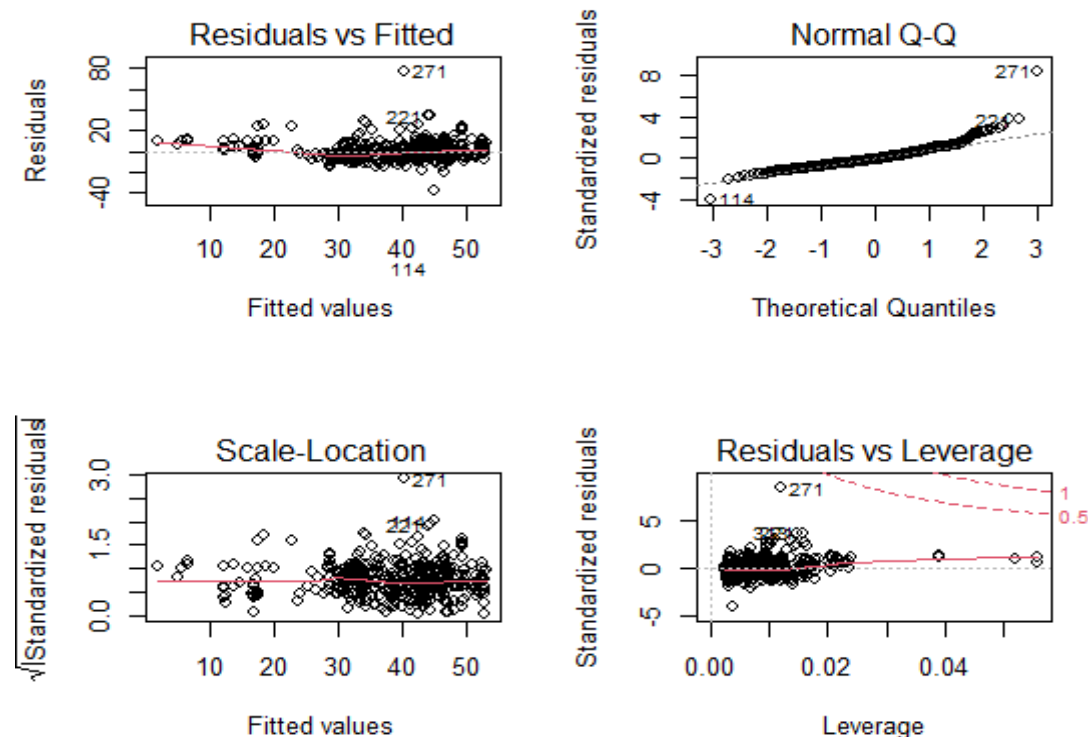 Residuals vs Fitted
Residuals
80
20
-40
271
221
10 20 30 40 50
114
Fitted values
Normal Q-Q
Standardized residuals
8
4
0
-4
271
221
114
-3 -2 -1 0 1 2 3
Theoretical Quantiles
Scale-Location
√|Standardized residuals|
3.0
1.5
0.0
271
221
10 20 30 40 50
Fitted values
Residuals vs Leverage
Standardized residuals
5
0
-5
271
1
0.5
0.00 0.02 0.04
Leverage